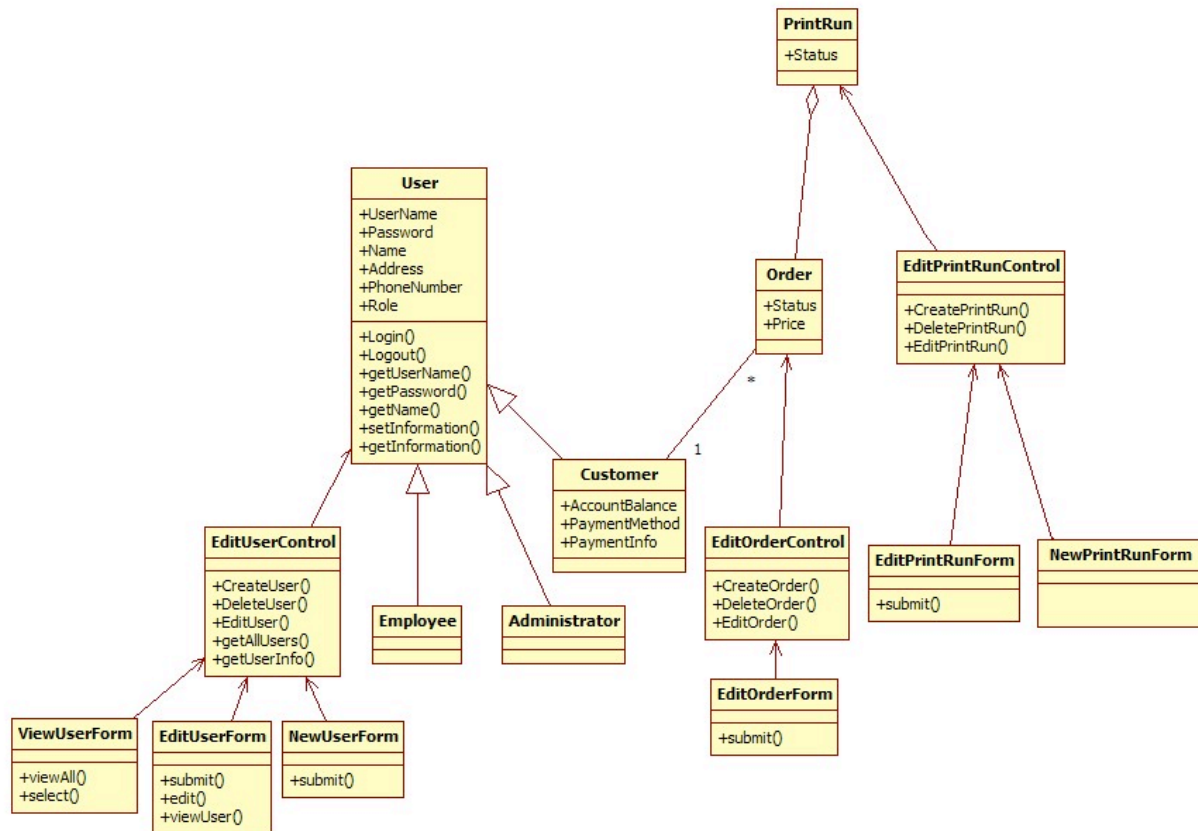 PrintRun
+Status
User
+UserName
+Password
+Name
+Address
+PhoneNumber
+Role
+Login()
+Logout()
+getUserName()
+getPassword()
+getName()
+setInformation()
+getInformation()
Order
+Status
+Price
EditPrintRunControl
+CreatePrintRun()
+DeletePrintRun()
+EditPrintRun()
*
1
Customer
+AccountBalance
+PaymentMethod
+PaymentInfo
EditUserControl
+CreateUser()
+DeleteUser()
+EditUser()
+getAllUsers()
+getUserInfo()
Employee
Administrator
EditOrderControl
+CreateOrder()
+DeleteOrder()
+EditOrder()
EditPrintRunForm
+submit()
NewPrintRunForm
ViewUserForm
+viewAll()
+select()
EditUserForm
+submit()
+edit()
+viewUser()
NewUserForm
+submit()
EditOrderForm
+submit()